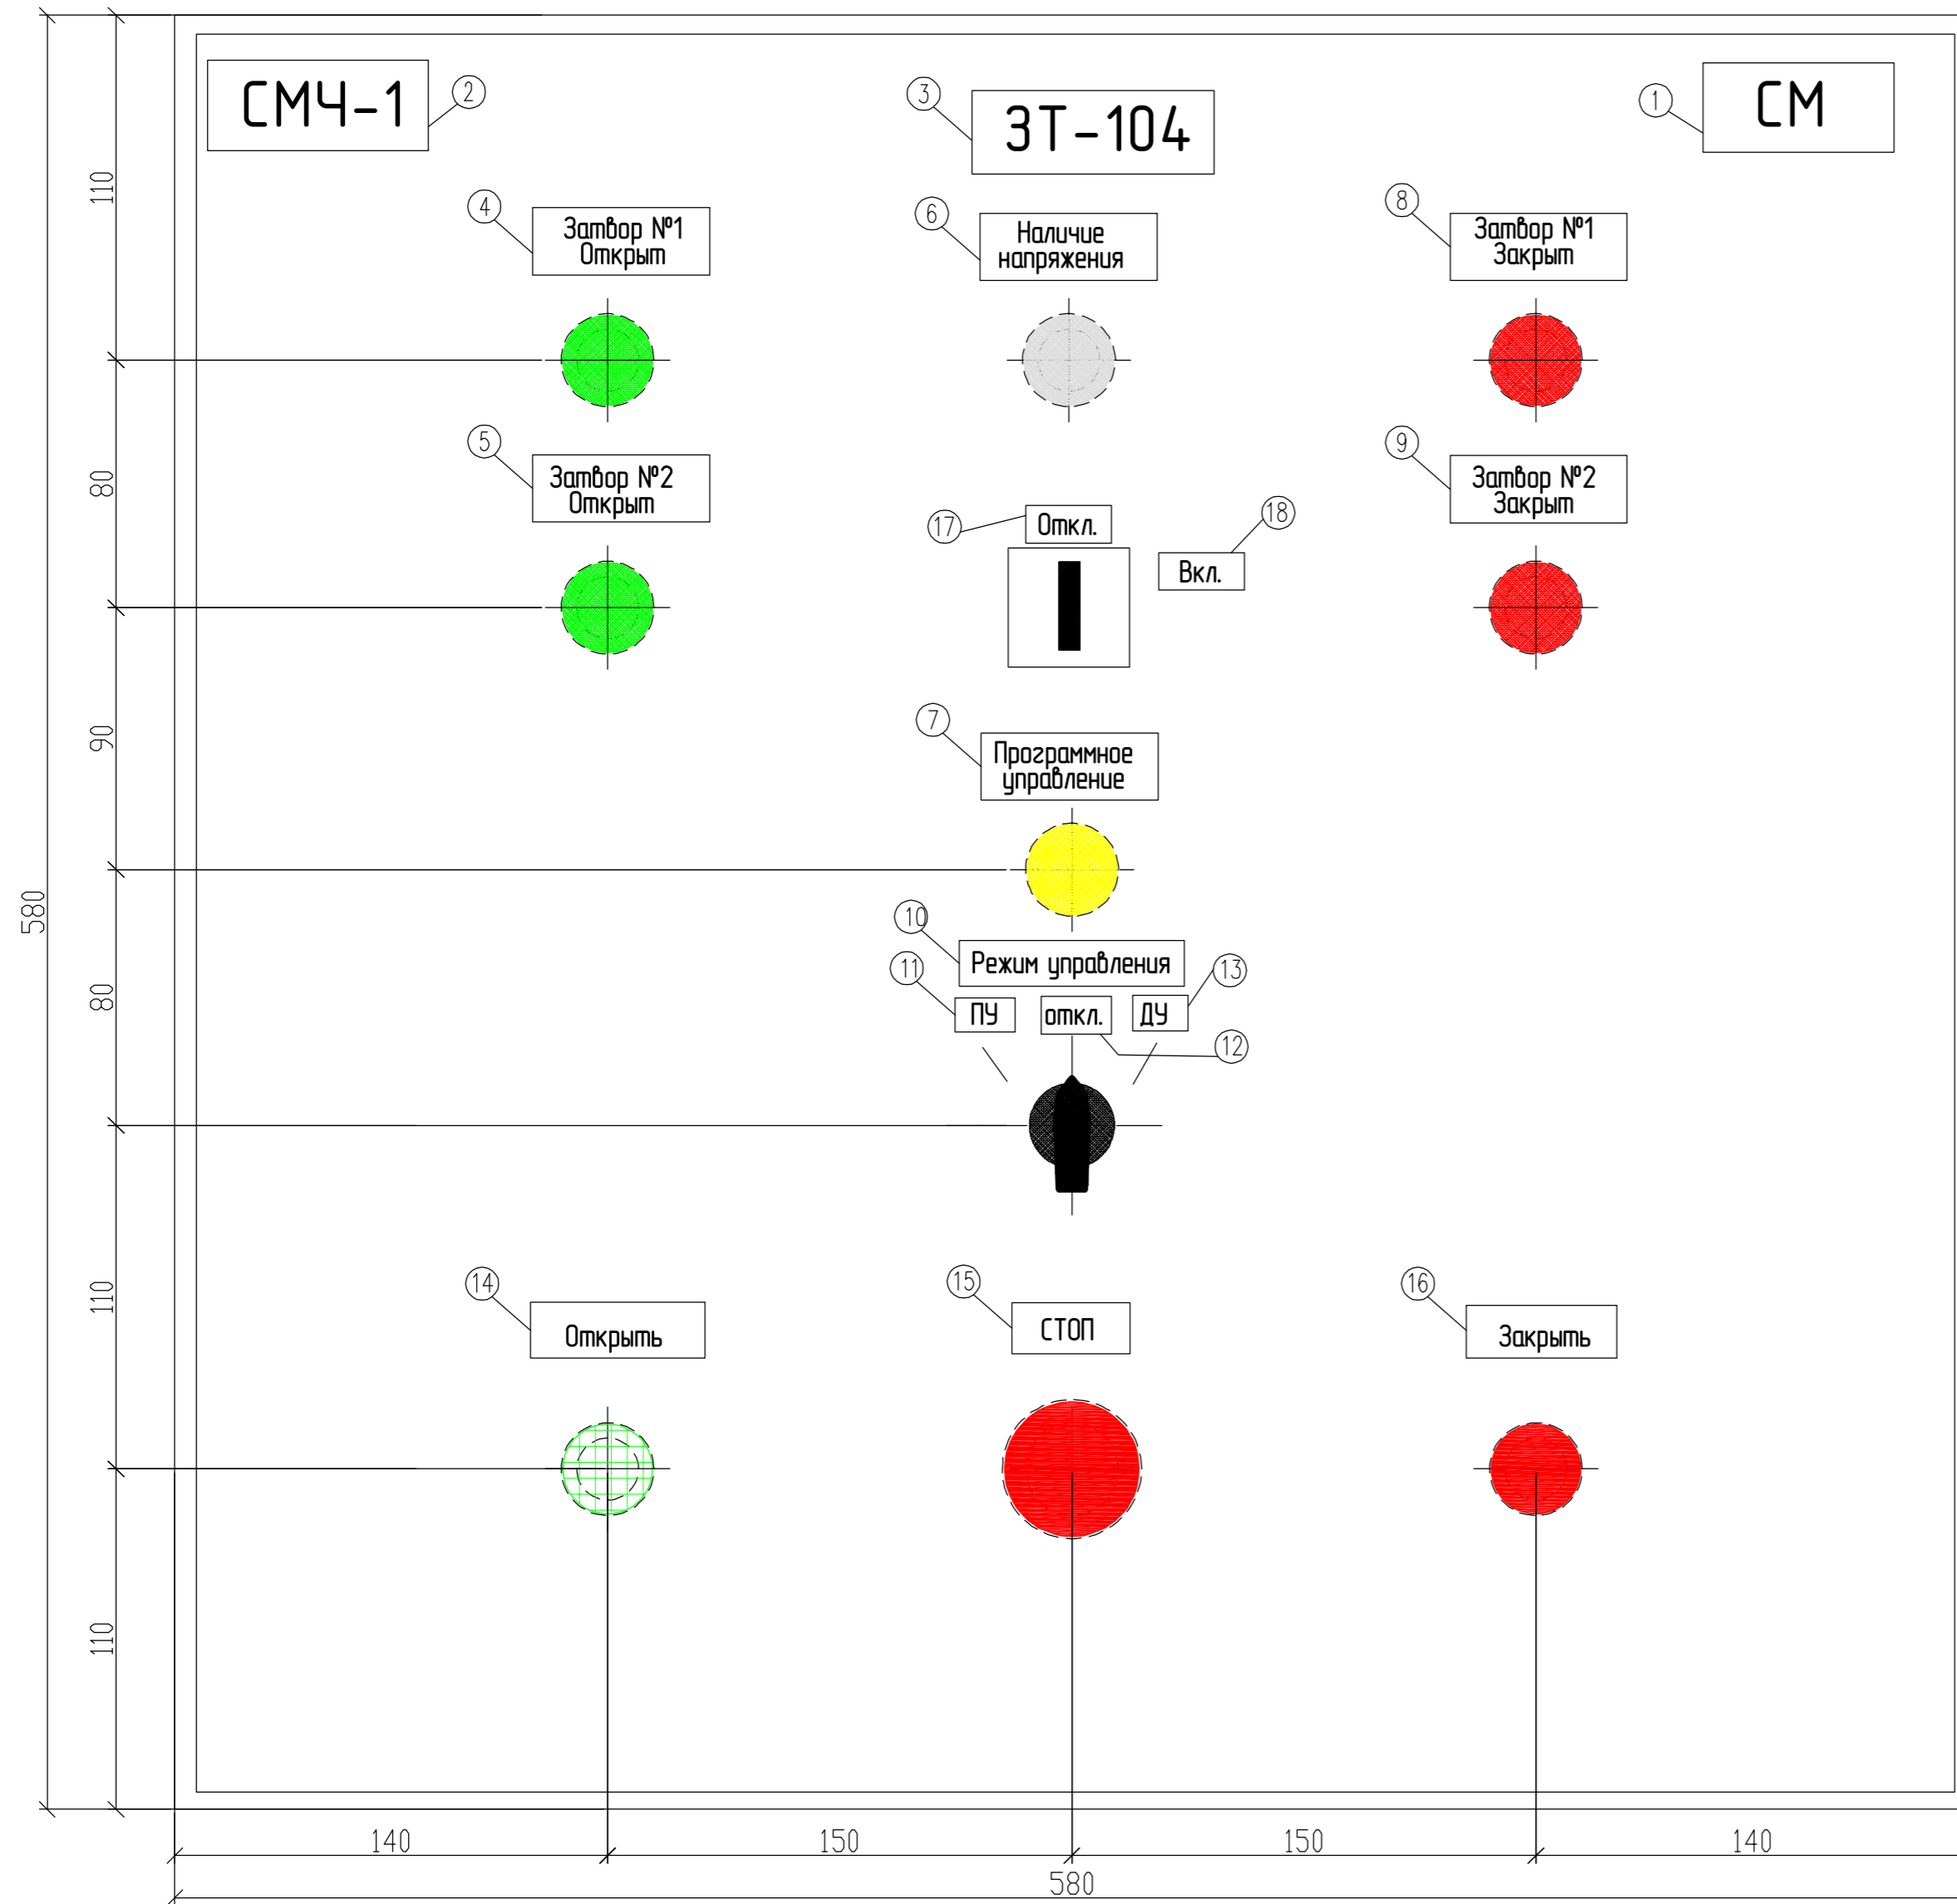 СМЧ-1
2
3
ЗТ-104
1
СМ
110
4
Затвор №1
Открыт
6
Наличие
напряжения
8
Затвор №1
Закрыт
80
5
Затвор №2
Открыт
9
Затвор №2
Закрыт
17
Откл.
18
Вкл.
90
7
Программное
управление
580
10
Режим управления
11
ПУ
откл.
ДУ
13
12
80
110
14
Открыть
15
СТОП
16
Закрыть
110
140
150
150
140
580